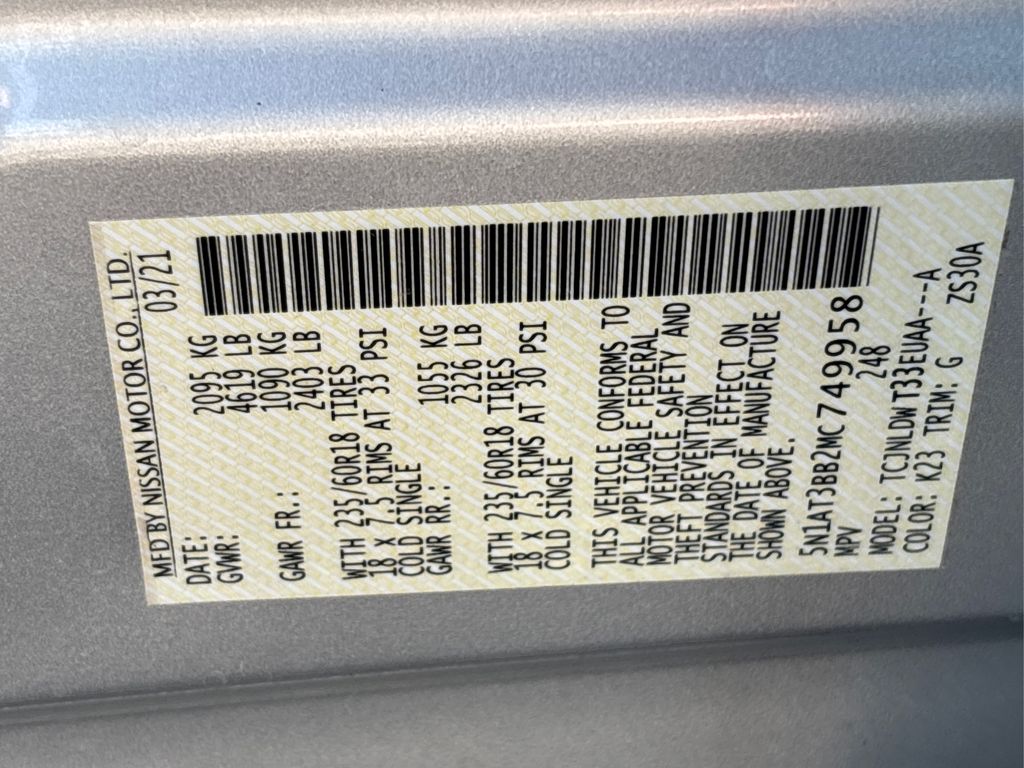 MFD BY NISSAN MOTOR CO., LTD.
DATE: 03/21
GVWR: 2095 KG
4619 LB
GAWR FR.: 1090 KG
2403 LB
WITH 235/60R18 TIRES
18 X 7.5 RIMS AT 33 PSI
COLD SINGLE
GAWR RR.: 1055 KG
2326 LB
WITH 235/60R18 TIRES
18 X 7.5 RIMS AT 30 PSI
COLD SINGLE
THIS VEHICLE CONFORMS TO
ALL APPLICABLE FEDERAL
MOTOR VEHICLE SAFETY AND
THEFT PREVENTION
STANDARDS IN EFFECT ON
THE DATE OF MANUFACTURE
SHOWN ABOVE.
5N1AT3BB2MC749958
MPV 248
MODEL: TCJNLDWT33EUAA---A
COLOR: K23 TRIM: G ZS30A